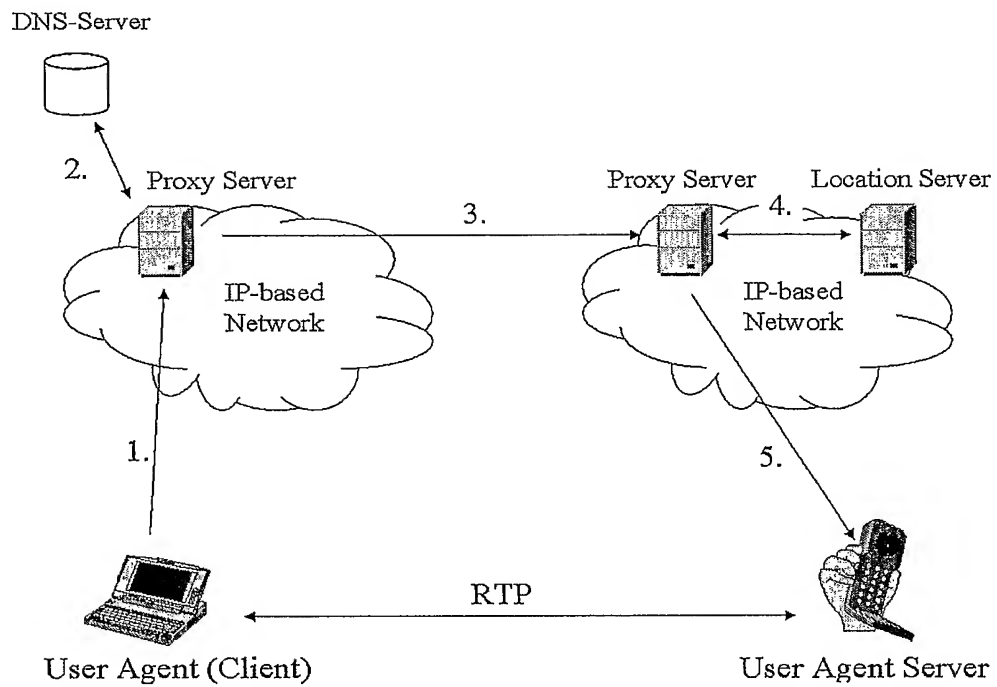 DNS-Server
2.
Proxy Server
3.
Proxy Server
4.
Location Server
IP-based
Network
IP-based
Network
1.
5.
RTP
User Agent (Client)
User Agent Server